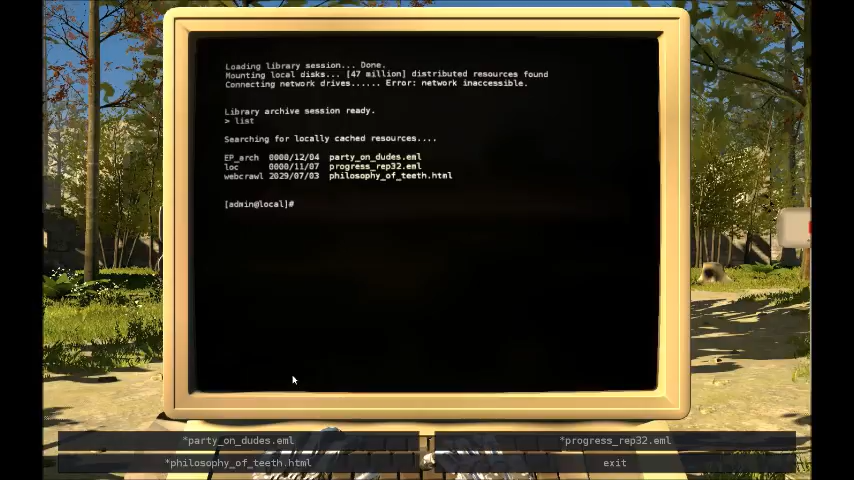 Loading library session... Done.
Mounting local disks... [47 million] distributed resources found
Connecting network drives...... Error: network inaccessible.
Library archive session ready.
> list
Searching for locally cached resources....
EP_arch 0000/12/04 party_on_dudes.eml
loc 0000/11/07 progress_rep32.eml
webcrawl 2029/07/03 philosophy_of_teeth.html
[admin@local]#
*party_on_dudes.eml *progress_rep32.eml
*philosophy_of_teeth.html exit